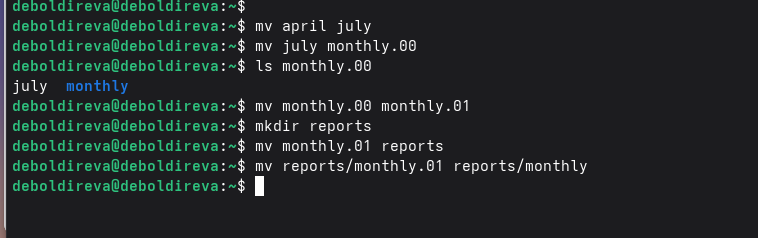 deboldireva@deboldireva:~$
deboldireva@deboldireva:~$ mv april july
deboldireva@deboldireva:~$ mv july monthly.00
deboldireva@deboldireva:~$ ls monthly.00
july  monthly
deboldireva@deboldireva:~$ mv monthly.00 monthly.01
deboldireva@deboldireva:~$ mkdir reports
deboldireva@deboldireva:~$ mv monthly.01 reports
deboldireva@deboldireva:~$ mv reports/monthly.01 reports/monthly
deboldireva@deboldireva:~$